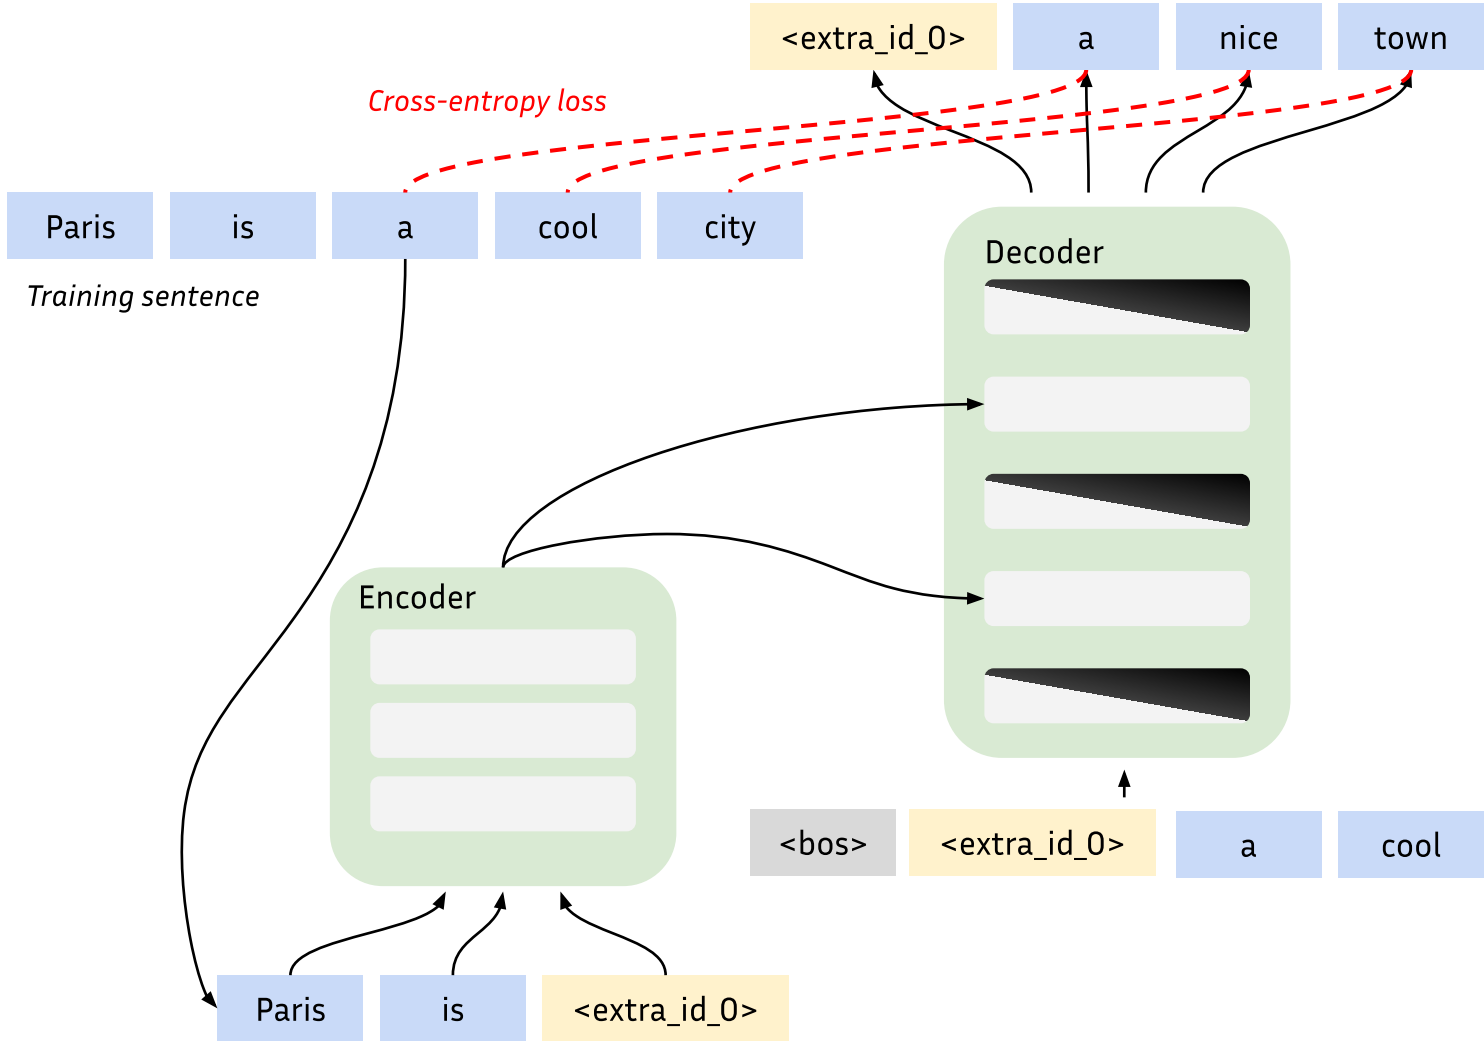 <extra_id_0> a nice town
Cross-entropy loss
Paris is a cool city
Training sentence
Decoder
Encoder
<bos> <extra_id_0> a cool
Paris is <extra_id_0>